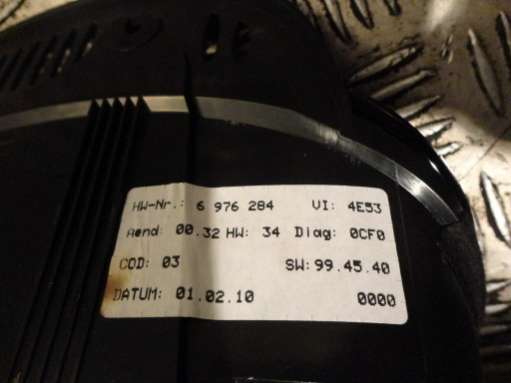 HW-Nr.: 6 976 284 VI: 4E53
Aend: 00.32 HW: 34 Diag: 0CF0
COD: 03 SW: 99.45.40
DATUM: 01.02.10 0000